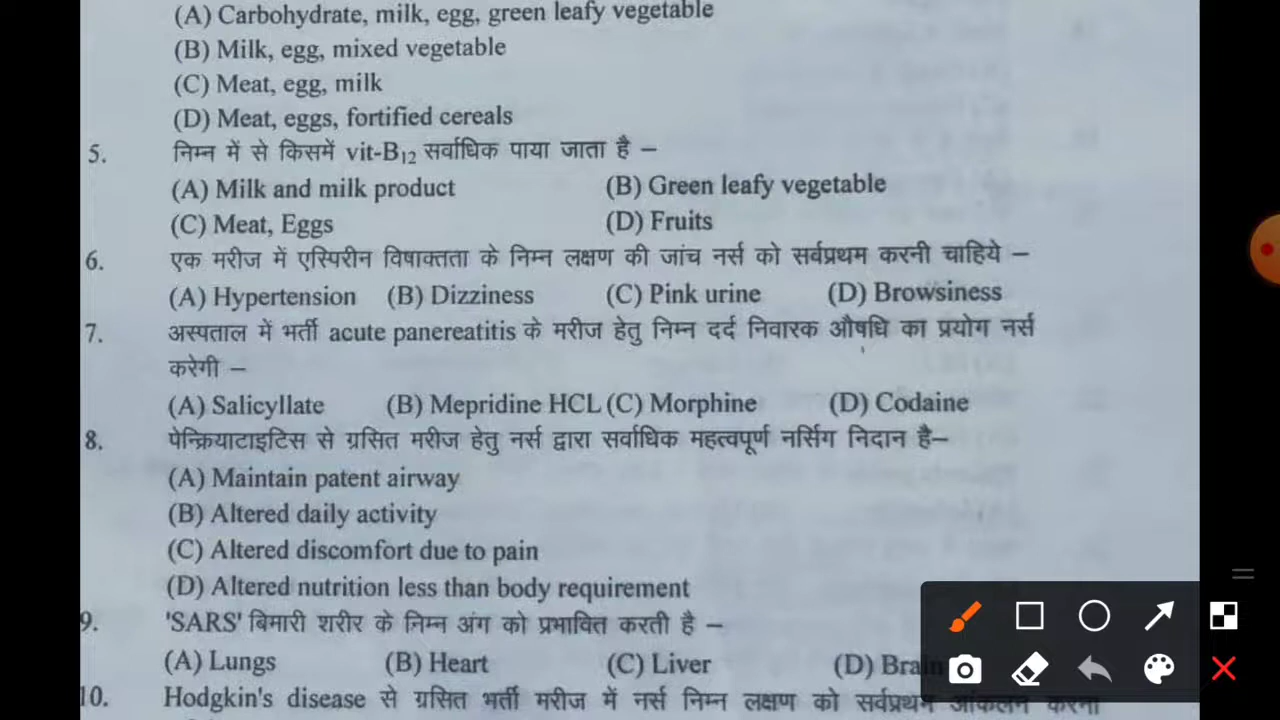 (A) Carbohydrate, milk, egg, green leafy vegetable
(B) Milk, egg, mixed vegetable
(C) Meat, egg, milk
(D) Meat, eggs, fortified cereals
5. निम्न में से किसमें vit-B₁₂ सर्वाधिक पाया जाता है –
(A) Milk and milk product (B) Green leafy vegetable
(C) Meat, Eggs (D) Fruits
6. एक मरीज में एस्पिरीन विषाक्तता के निम्न लक्षण की जांच नर्स को सर्वप्रथम करनी चाहिये –
(A) Hypertension (B) Dizziness (C) Pink urine (D) Browsiness
7. अस्पताल में भर्ती acute panereatitis के मरीज हेतु निम्न दर्द निवारक औषधि का प्रयोग नर्स
करेगी –
(A) Salicyllate (B) Mepridine HCL (C) Morphine (D) Codaine
8. पेन्क्रियाटाइटिस से ग्रसित मरीज हेतु नर्स द्वारा सर्वाधिक महत्वपूर्ण नर्सिग निदान है–
(A) Maintain patent airway
(B) Altered daily activity
(C) Altered discomfort due to pain
(D) Altered nutrition less than body requirement
9. 'SARS' बिमारी शरीर के निम्न अंग को प्रभावित करती है –
(A) Lungs (B) Heart (C) Liver (D) Brain
10. Hodgkin's disease से ग्रसित भर्ती मरीज में नर्स निम्न लक्षण को सर्वप्रथम आंकलन करना